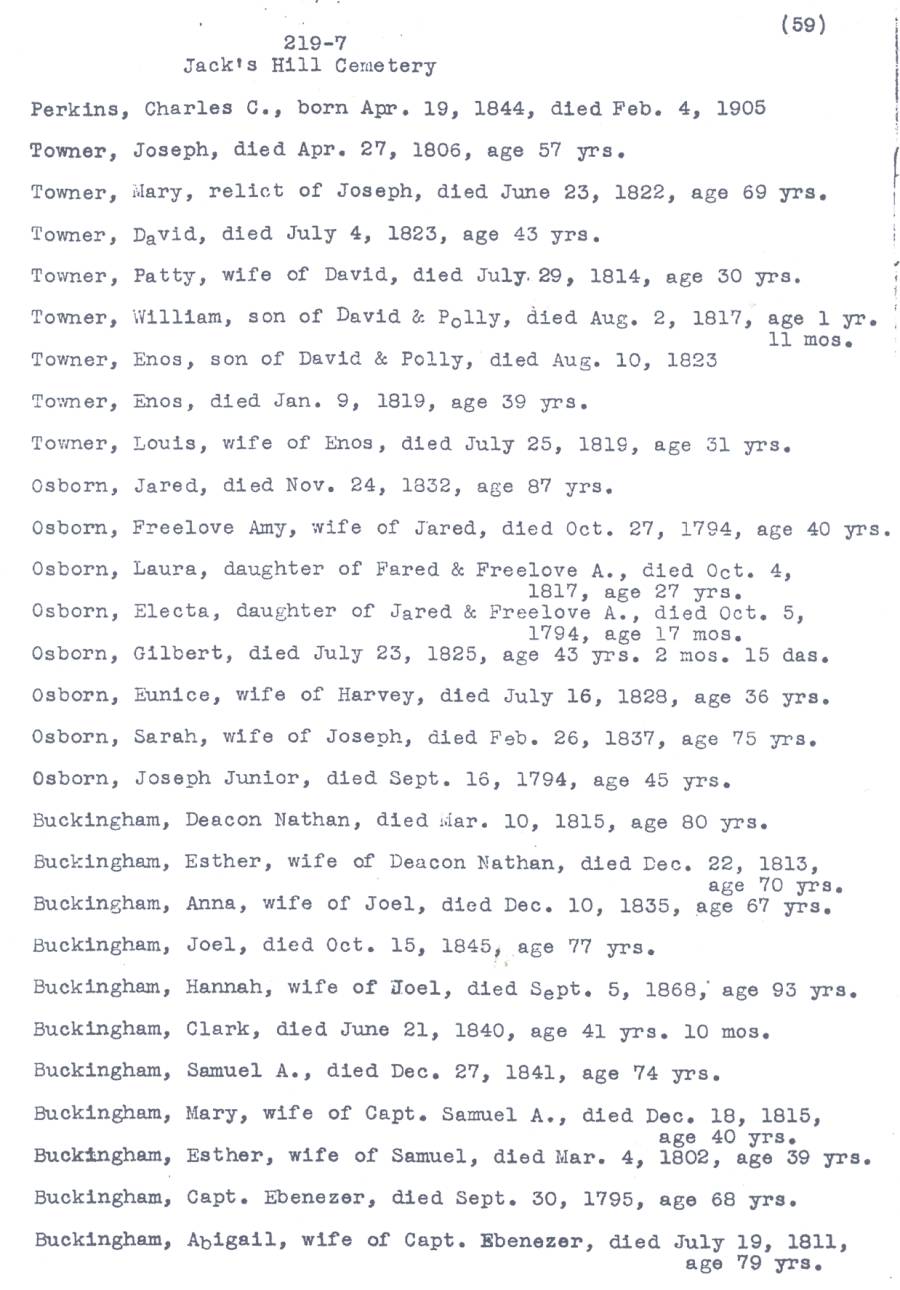 (59)
219-7
Jack's Hill Cemetery
Perkins, Charles C., born Apr. 19, 1844, died Feb. 4, 1905
Towner, Joseph, died Apr. 27, 1806, age 57 yrs.
Towner, Mary, relict of Joseph, died June 23, 1822, age 69 yrs.
Towner, David, died July 4, 1823, age 43 yrs.
Towner, Patty, wife of David, died July 29, 1814, age 30 yrs.
Towner, William, son of David & Polly, died Aug. 2, 1817, age 1 yr.
11 mos.
Towner, Enos, son of David & Polly, died Aug. 10, 1823
Towner, Enos, died Jan. 9, 1819, age 39 yrs.
Towner, Louis, wife of Enos, died July 25, 1819, age 31 yrs.
Osborn, Jared, died Nov. 24, 1832, age 87 yrs.
Osborn, Freelove Amy, wife of Jared, died Oct. 27, 1794, age 40 yrs.
Osborn, Laura, daughter of Fared & Freelove A., died Oct. 4,
1817, age 27 yrs.
Osborn, Electa, daughter of Jared & Freelove A., died Oct. 5,
1794, age 17 mos.
Osborn, Gilbert, died July 23, 1825, age 43 yrs. 2 mos. 15 das.
Osborn, Eunice, wife of Harvey, died July 16, 1828, age 36 yrs.
Osborn, Sarah, wife of Joseph, died Feb. 26, 1837, age 75 yrs.
Osborn, Joseph Junior, died Sept. 16, 1794, age 45 yrs.
Buckingham, Deacon Nathan, died Mar. 10, 1815, age 80 yrs.
Buckingham, Esther, wife of Deacon Nathan, died Dec. 22, 1813,
age 70 yrs.
Buckingham, Anna, wife of Joel, died Dec. 10, 1835, age 67 yrs.
Buckingham, Joel, died Oct. 15, 1845, age 77 yrs.
Buckingham, Hannah, wife of Joel, died Sept. 5, 1868, age 93 yrs.
Buckingham, Clark, died June 21, 1840, age 41 yrs. 10 mos.
Buckingham, Samuel A., died Dec. 27, 1841, age 74 yrs.
Buckingham, Mary, wife of Capt. Samuel A., died Dec. 18, 1815,
age 40 yrs.
Buckingham, Esther, wife of Samuel, died Mar. 4, 1802, age 39 yrs.
Buckingham, Capt. Ebenezer, died Sept. 30, 1795, age 68 yrs.
Buckingham, Abigail, wife of Capt. Ebenezer, died July 19, 1811,
age 79 yrs.